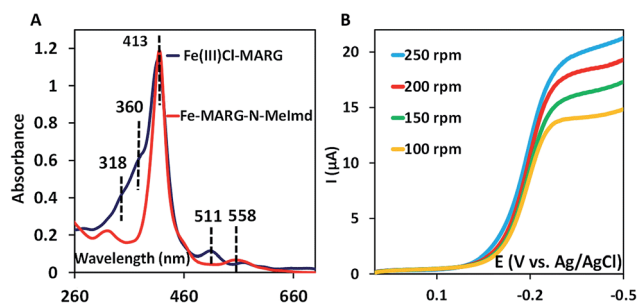 A
1.2
1
0.8
0.6
0.4
0.2
0
Absorbance
413
360
318
511
558
Fe(III)Cl-MARG
Fe-MARG-N-MeImd
Wavelength (nm)
260
460
660
B
20
15
10
5
0
I (µA)
250 rpm
200 rpm
150 rpm
100 rpm
E (V vs. Ag/AgCl)
0.1
-0.2
-0.5